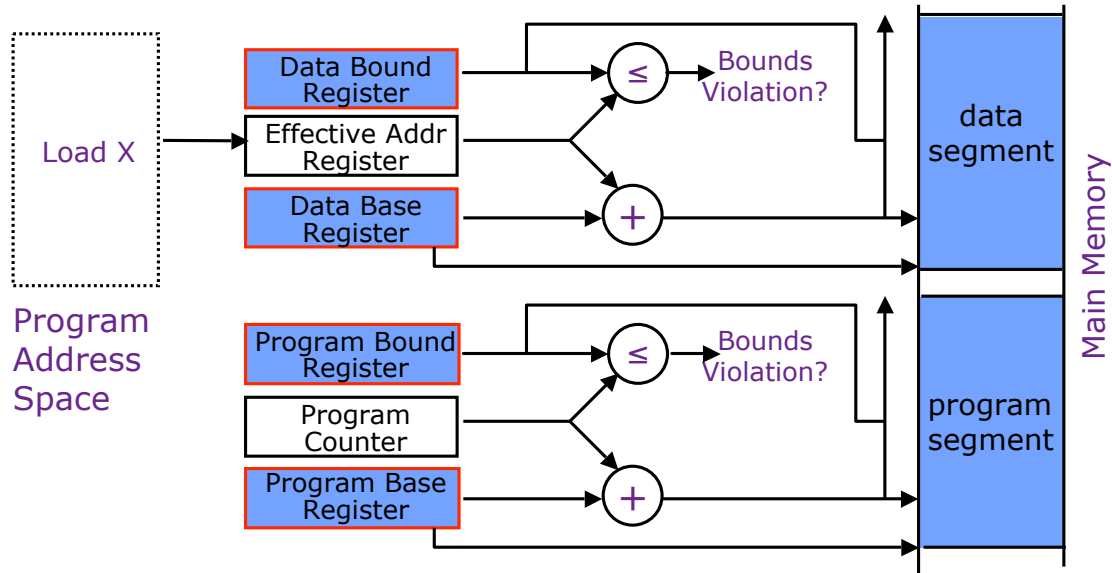 Load X
Program
Address
Space
Data Bound
Register
Effective Addr
Register
Data Base
Register
≤
+
Bounds
Violation?
data
segment
Program Bound
Register
Program
Counter
Program Base
Register
≤
+
Bounds
Violation?
program
segment
Main Memory